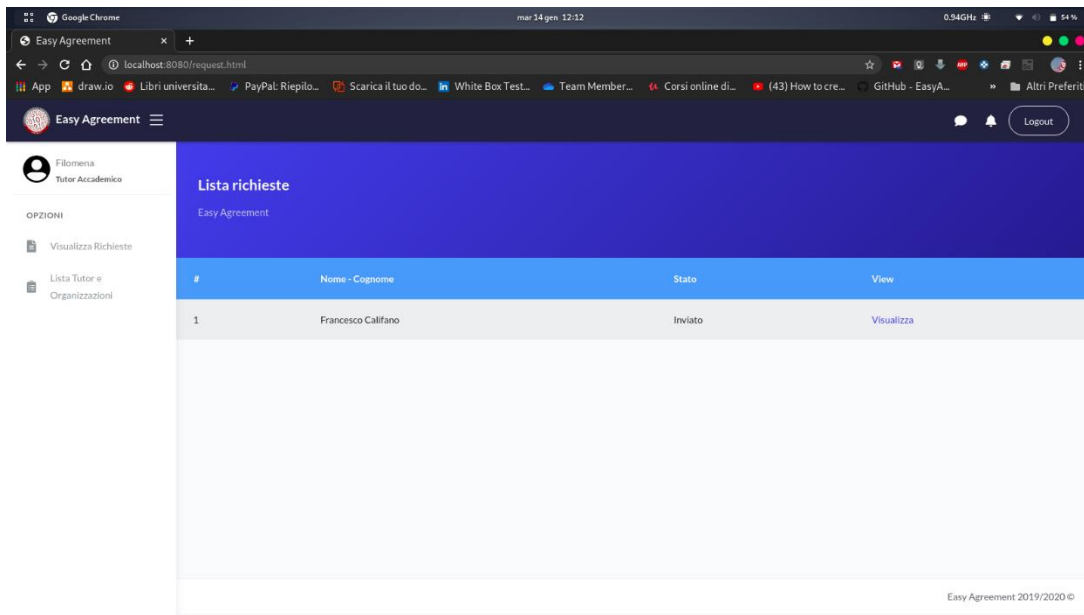 Google Chrome mar 14 gen 12:12 0.94GHz 54 %
Easy Agreement × +
localhost:8080/request.html
App draw.io Libri universita... PayPal: Riepilo... Scarica il tuo do... White Box Test... Team Member... Corsi online di... (43) How to cre... GitHub - EasyA... » Altri Preferiti
Easy Agreement Logout
Filomena
Tutor Accademico
OPZIONI
Visualizza Richieste
Lista Tutor e
Organizzazioni
Lista richieste
Easy Agreement
# Nome - Cognome Stato View
1 Francesco Califano Inviato Visualizza
Easy Agreement 2019/2020 ©